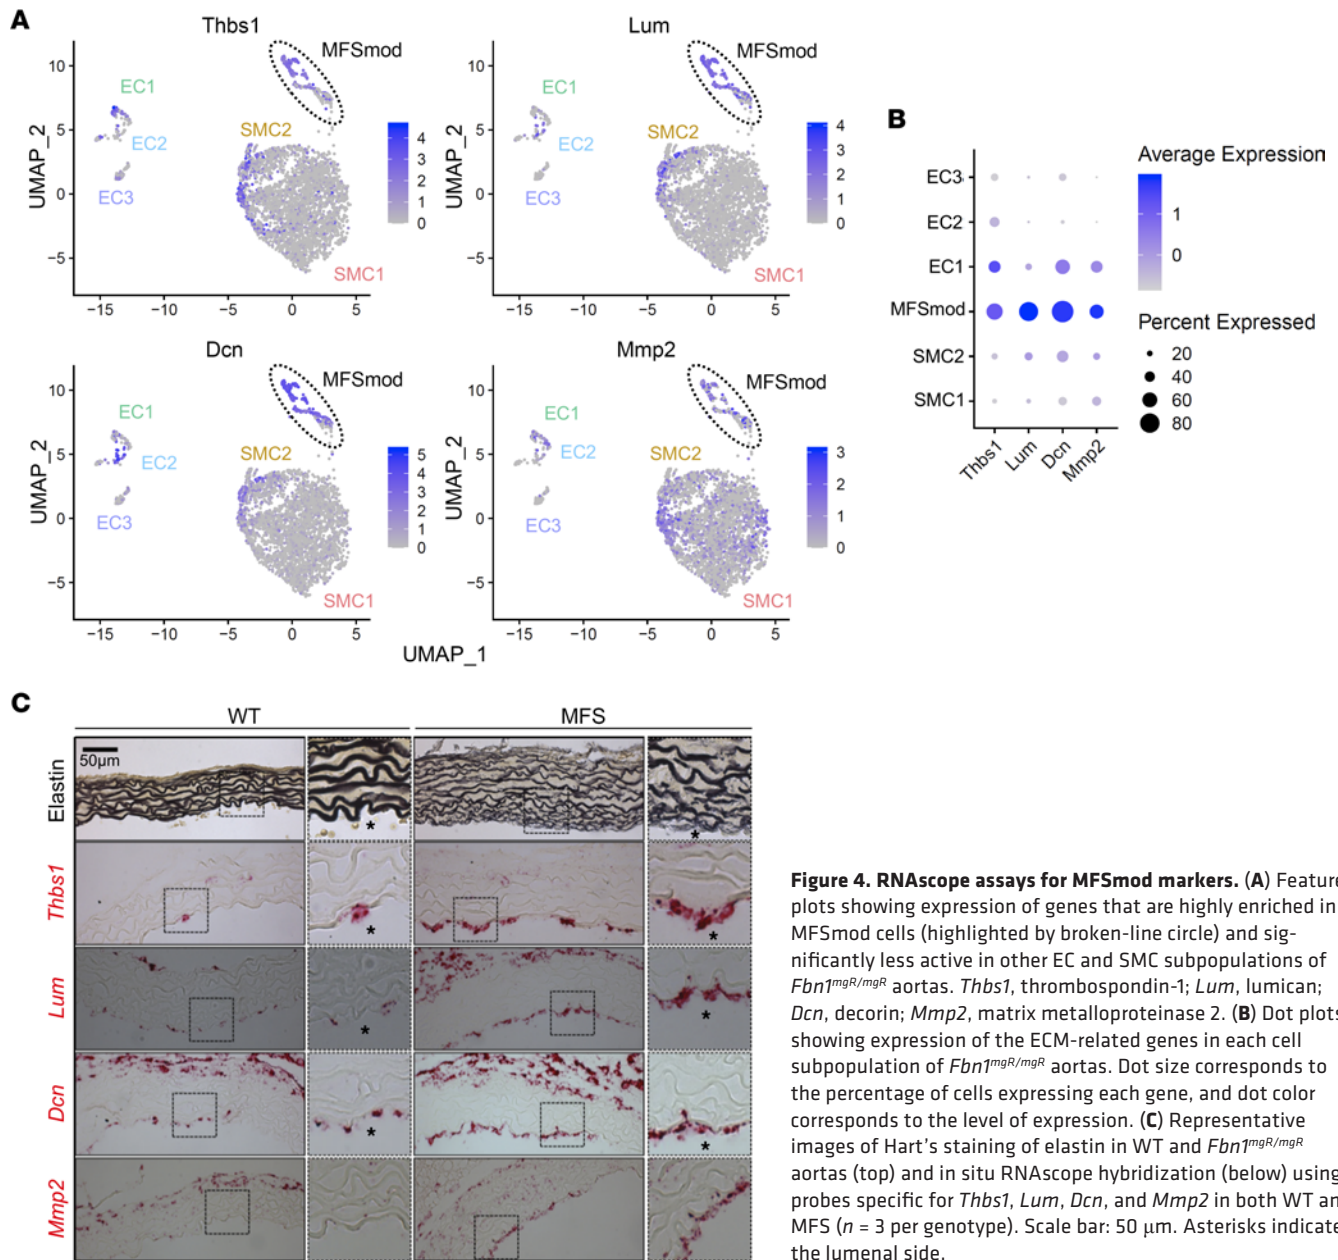 A
Thbs1
MFSmod
EC1
EC2
EC3
SMC2
SMC1
UMAP_2
10
5
0
−5
−15
−10
−5
0
5
4
3
2
1
0
Lum
MFSmod
EC1
EC2
EC3
SMC2
SMC1
UMAP_2
10
5
0
−5
−15
−10
−5
0
5
4
3
2
1
0
Dcn
MFSmod
EC1
EC2
EC3
SMC2
SMC1
UMAP_2
10
5
0
−5
−15
−10
−5
0
5
5
4
3
2
1
0
Mmp2
MFSmod
EC1
EC2
EC3
SMC2
SMC1
UMAP_2
10
5
0
−5
−15
−10
−5
0
5
3
2
1
0
UMAP_1
B
EC3
EC2
EC1
MFSmod
SMC2
SMC1
Thbs1
Lum
Dcn
Mmp2
Average Expression
1
0
Percent Expressed
20
40
60
80
C
WT
MFS
50µm
Elastin
Thbs1
Lum
Dcn
Mmp2
*
*
*
*
*
*
*
*
Figure 4. RNAscope assays for MFSmod markers. (A) Feature
plots showing expression of genes that are highly enriched in
MFSmod cells (highlighted by broken-line circle) and sig-
nificantly less active in other EC and SMC subpopulations of
Fbn1mgR/mgR aortas. Thbs1, thrombospondin-1; Lum, lumican;
Dcn, decorin; Mmp2, matrix metalloproteinase 2. (B) Dot plots
showing expression of the ECM-related genes in each cell
subpopulation of Fbn1mgR/mgR aortas. Dot size corresponds to
the percentage of cells expressing each gene, and dot color
corresponds to the level of expression. (C) Representative
images of Hart's staining of elastin in WT and Fbn1mgR/mgR
aortas (top) and in situ RNAscope hybridization (below) using
probes specific for Thbs1, Lum, Dcn, and Mmp2 in both WT an
MFS (n = 3 per genotype). Scale bar: 50 µm. Asterisks indicate
the lumenal side.